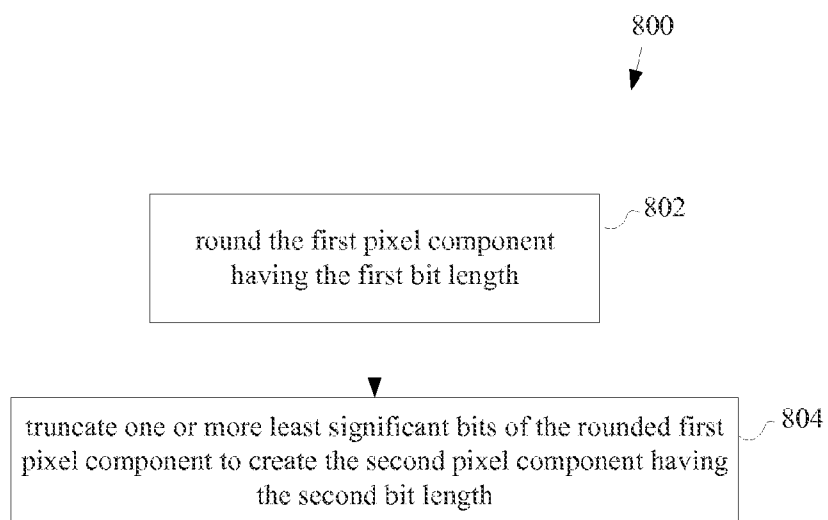 800
802
round the first pixel component
having the first bit length
804
truncate one or more least significant bits of the rounded first
pixel component to create the second pixel component having
the second bit length